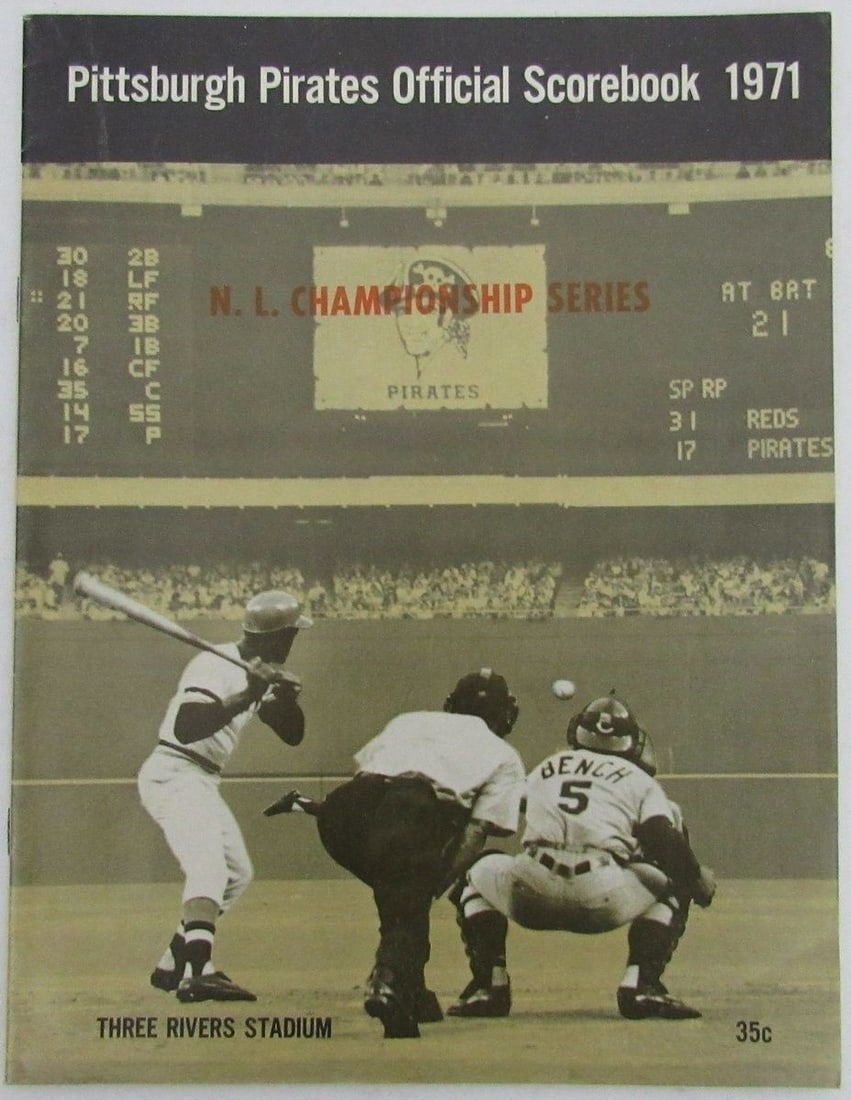 Pittsburgh Pirates Official Scorebook 1971
30 2B
18 LF
21 RF
20 3B
7 1B
16 CF
35 C
14 SS
17 P
N. L. CHAMPIONSHIP SERIES
PIRATES
AT BAT
21
SP RP
31 REDS
17 PIRATES
BENCH
5
C
THREE RIVERS STADIUM
35c